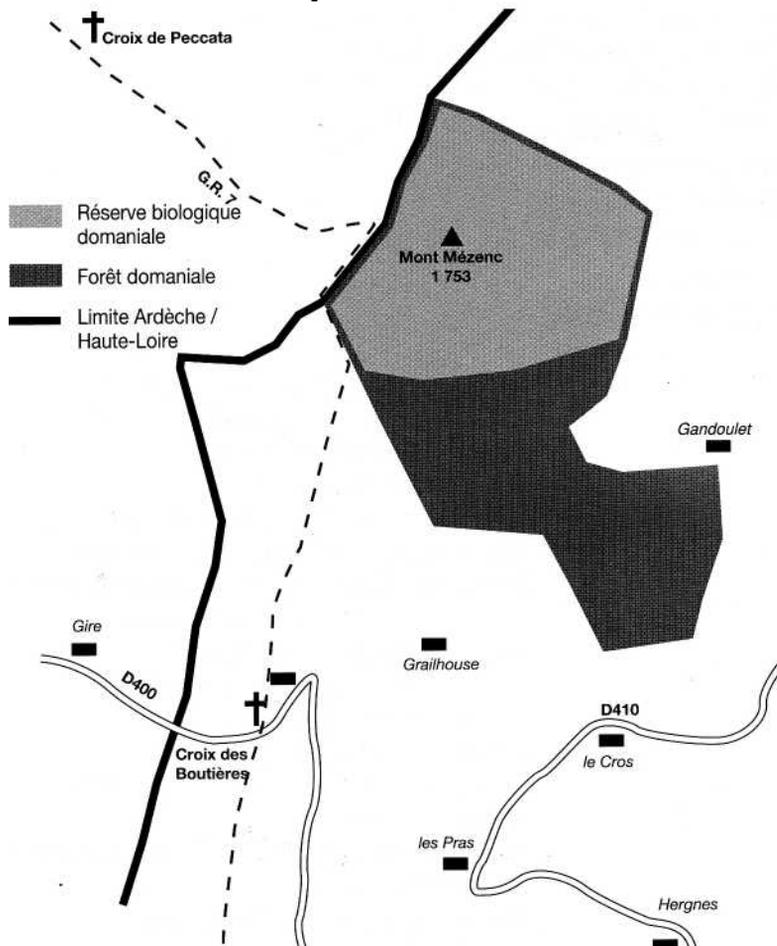 Croix de Peccata
G.R. 7
Réserve biologique
domaniale
Mont Mézenc
1 753
Forêt domaniale
Limite Ardèche /
Haute-Loire
Gandoulet
Gire
Grailhouse
D400
D410
Croix des
Boutières
le Cros
les Pras
Hergnes